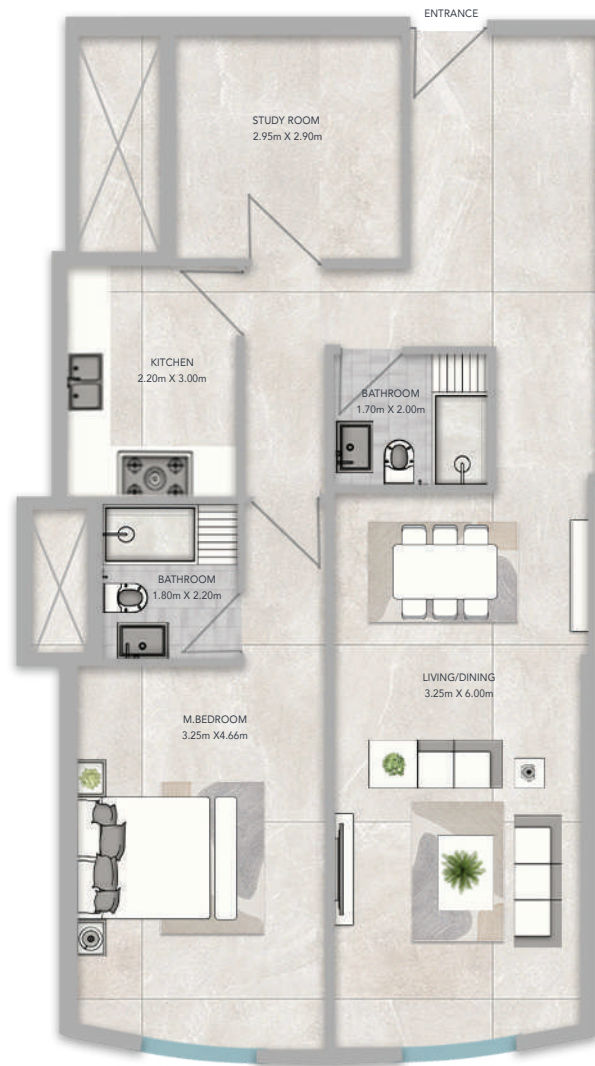 ENTRANCE
STUDY ROOM
2.95m X 2.90m
KITCHEN
2.20m X 3.00m
BATHROOM
1.70m X 2.00m
BATHROOM
1.80m X 2.20m
LIVING/DINING
3.25m X 6.00m
M.BEDROOM
3.25m X4.66m